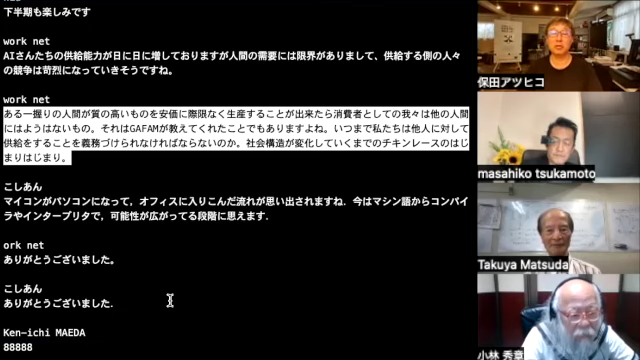 下半期も楽しみです
work net
AIさんたちの供給能力が日に日に増しておりますが人間の需要には限界がありまして、供給する側の人々
の競争は苛烈になっていきそうですね。
work net
ある一握りの人間が質の高いものを安価に際限なく生産することが出来たら消費者としての我々は他の人間
にはようはないもの。それはGAFAMが教えてくれたことでもありますよね。いつまで私たちは他人に対して
供給をすることを義務づけられなければならないのか。社会構造が変化していくまでのチキンレースのはじ
まりはじまり。
こしあん
マイコンがパソコンになって，オフィスに入りこんだ流れが思い出されますね．今はマシン語からコンパイ
ラやインタープリタで，可能性が広がってる段階に思えます．
ork net
ありがとうございました。
こしあん
ありがとうございました．
Ken-ichi MAEDA
88888
保田アツヒコ
masahiko tsukamoto
Takuya Matsuda
小林 秀章